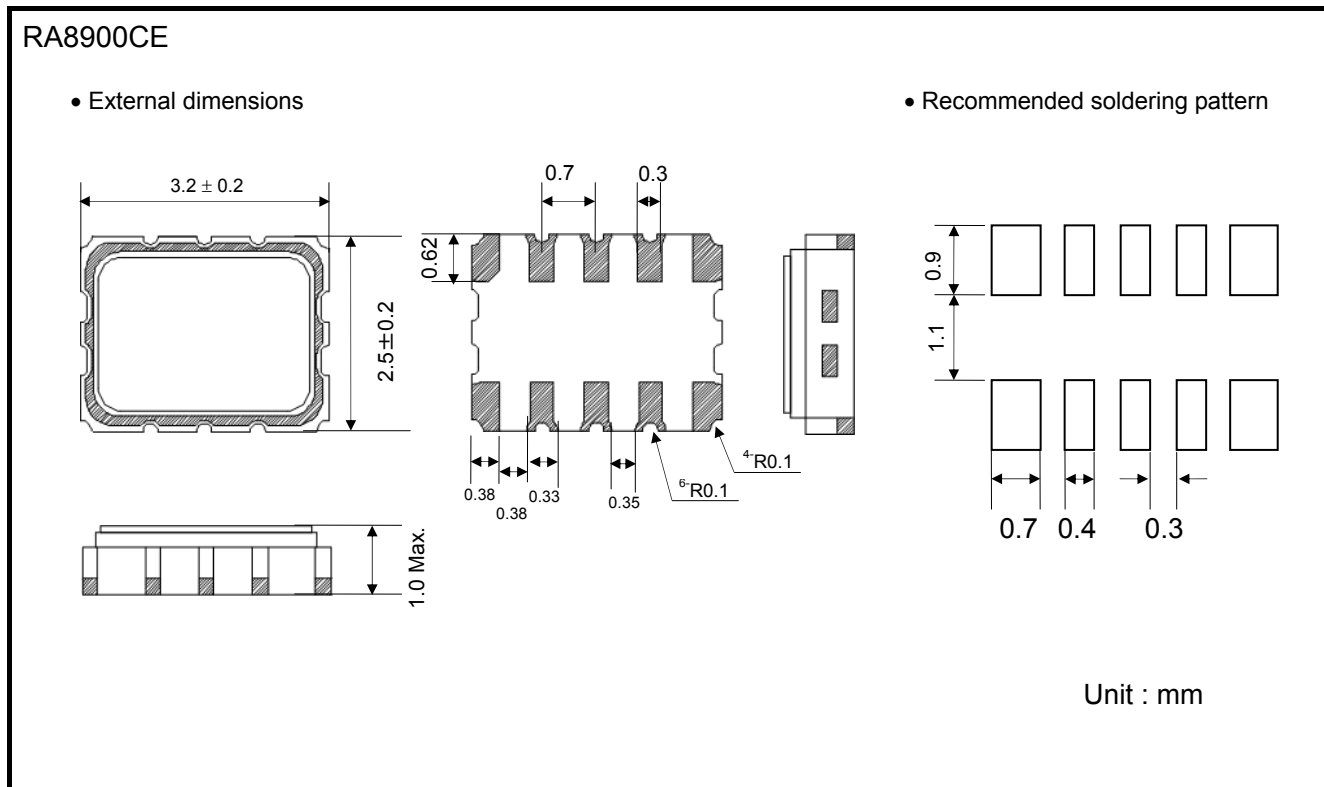 RA8900CE
• External dimensions
• Recommended soldering pattern
3.2 ± 0.2
0.7
0.3
0.62
2.5±0.2
0.9
1.1
0.38
0.38
0.33
0.35
6-R0.1
4-R0.1
0.7
0.4
0.3
1.0 Max.
Unit : mm